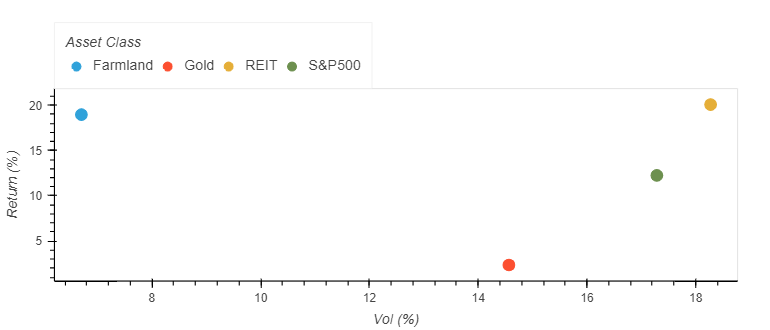 Asset Class
Farmland Gold REIT S&P500
20
15
10
5
Return (%)
8 10 12 14 16 18
Vol (%)